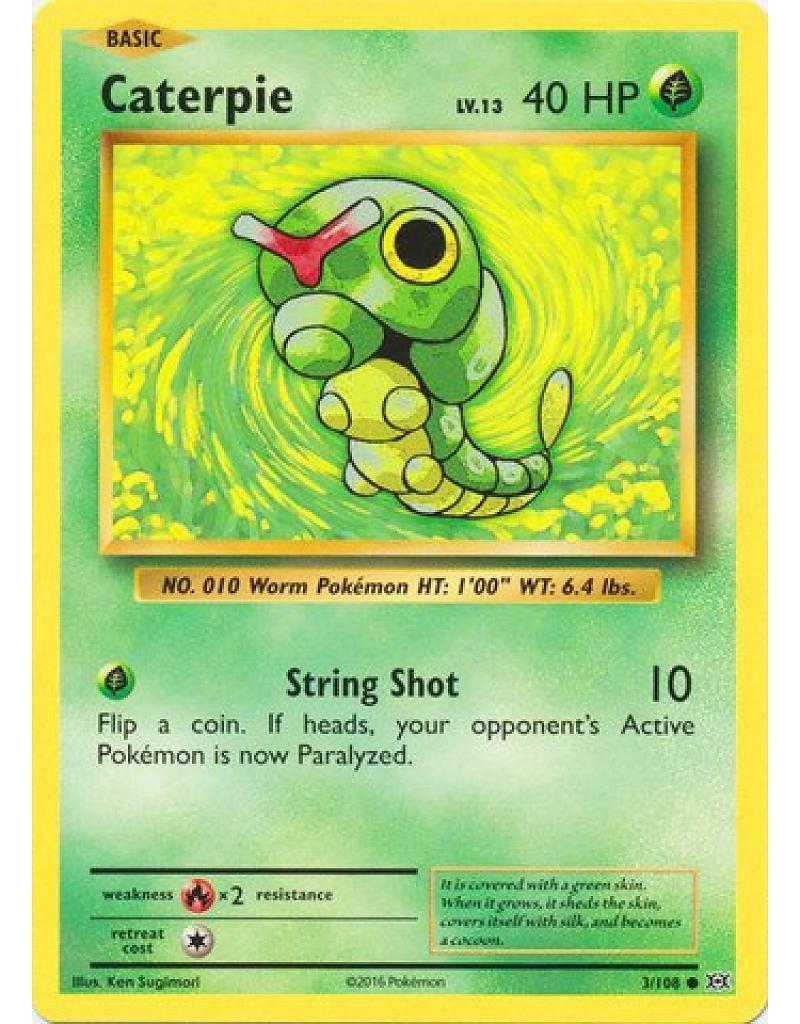 BASIC
Caterpie LV.13 40 HP
NO. 010 Worm Pokémon HT: 1'00" WT: 6.4 lbs.
String Shot 10
Flip a coin. If heads, your opponent's Active
Pokémon is now Paralyzed.
weakness ×2 resistance
retreat
cost
It is covered with a green skin.
When it grows, it sheds the skin,
covers itself with silk, and becomes
a cocoon.
Illus. Ken Sugimori ©2016 Pokémon 3/108